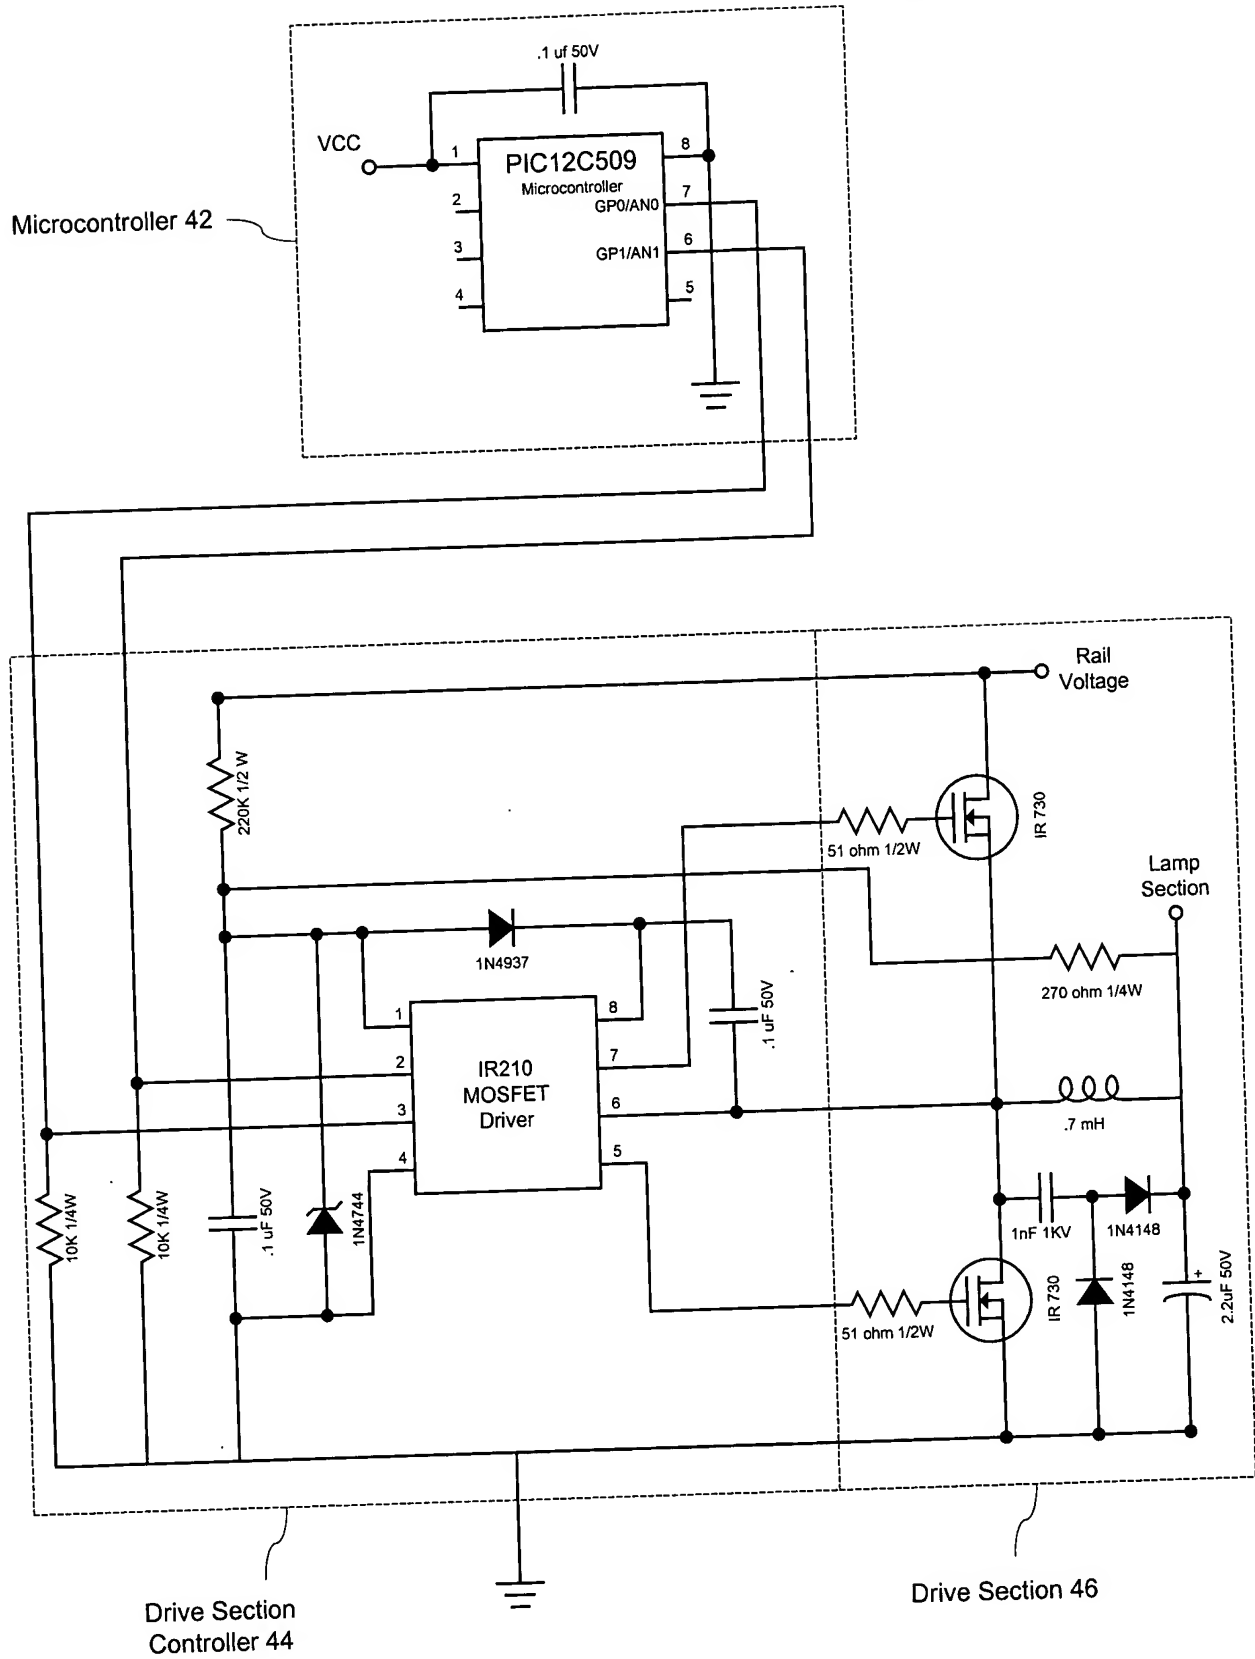 .1 uf 50V
VCC
1
PIC12C509
8
Microcontroller
7
GP0/AN0
2
Microcontroller 42
6
GP1/AN1
3
5
4
Rail
Voltage
220K 1/2 W
IR 730
51 ohm 1/2W
Lamp
Section
1N4937
270 ohm 1/4W
.1 uF 50V
1
8
2
7
IR210
MOSFET
Driver
3
6
4
5
.7 mH
10K 1/4W
10K 1/4W
.1 uF 50V
1N4744
1nF 1KV
1N4148
IR 730
1N4148
+
2.2uF 50V
51 ohm 1/2W
Drive Section 46
Drive Section
Controller 44